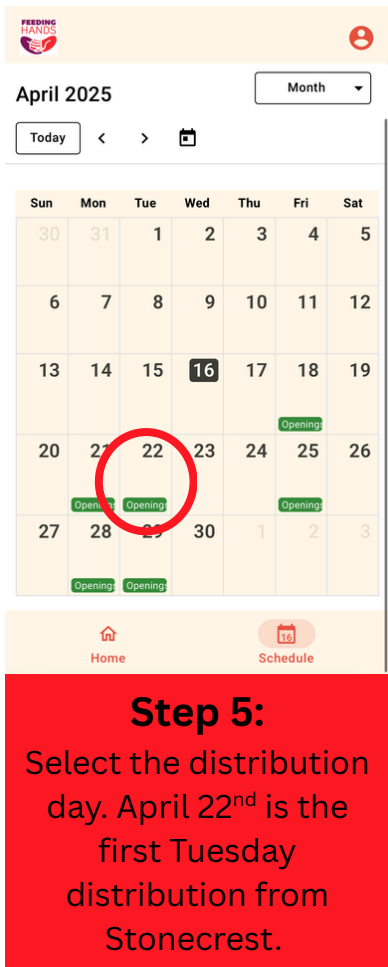 FEEDING
HANDS
April 2025
Month
Today
Sun Mon Tue Wed Thu Fri Sat
30 31 1 2 3 4 5
6 7 8 9 10 11 12
13 14 15 16 17 18 19
Openings
20 21 22 23 24 25 26
Openings Openings Openings
27 28 29 30 1 2 3
Openings Openings
16
Home Schedule
Step 5:
Select the distribution
day. April 22nd is the
first Tuesday
distribution from
Stonecrest.